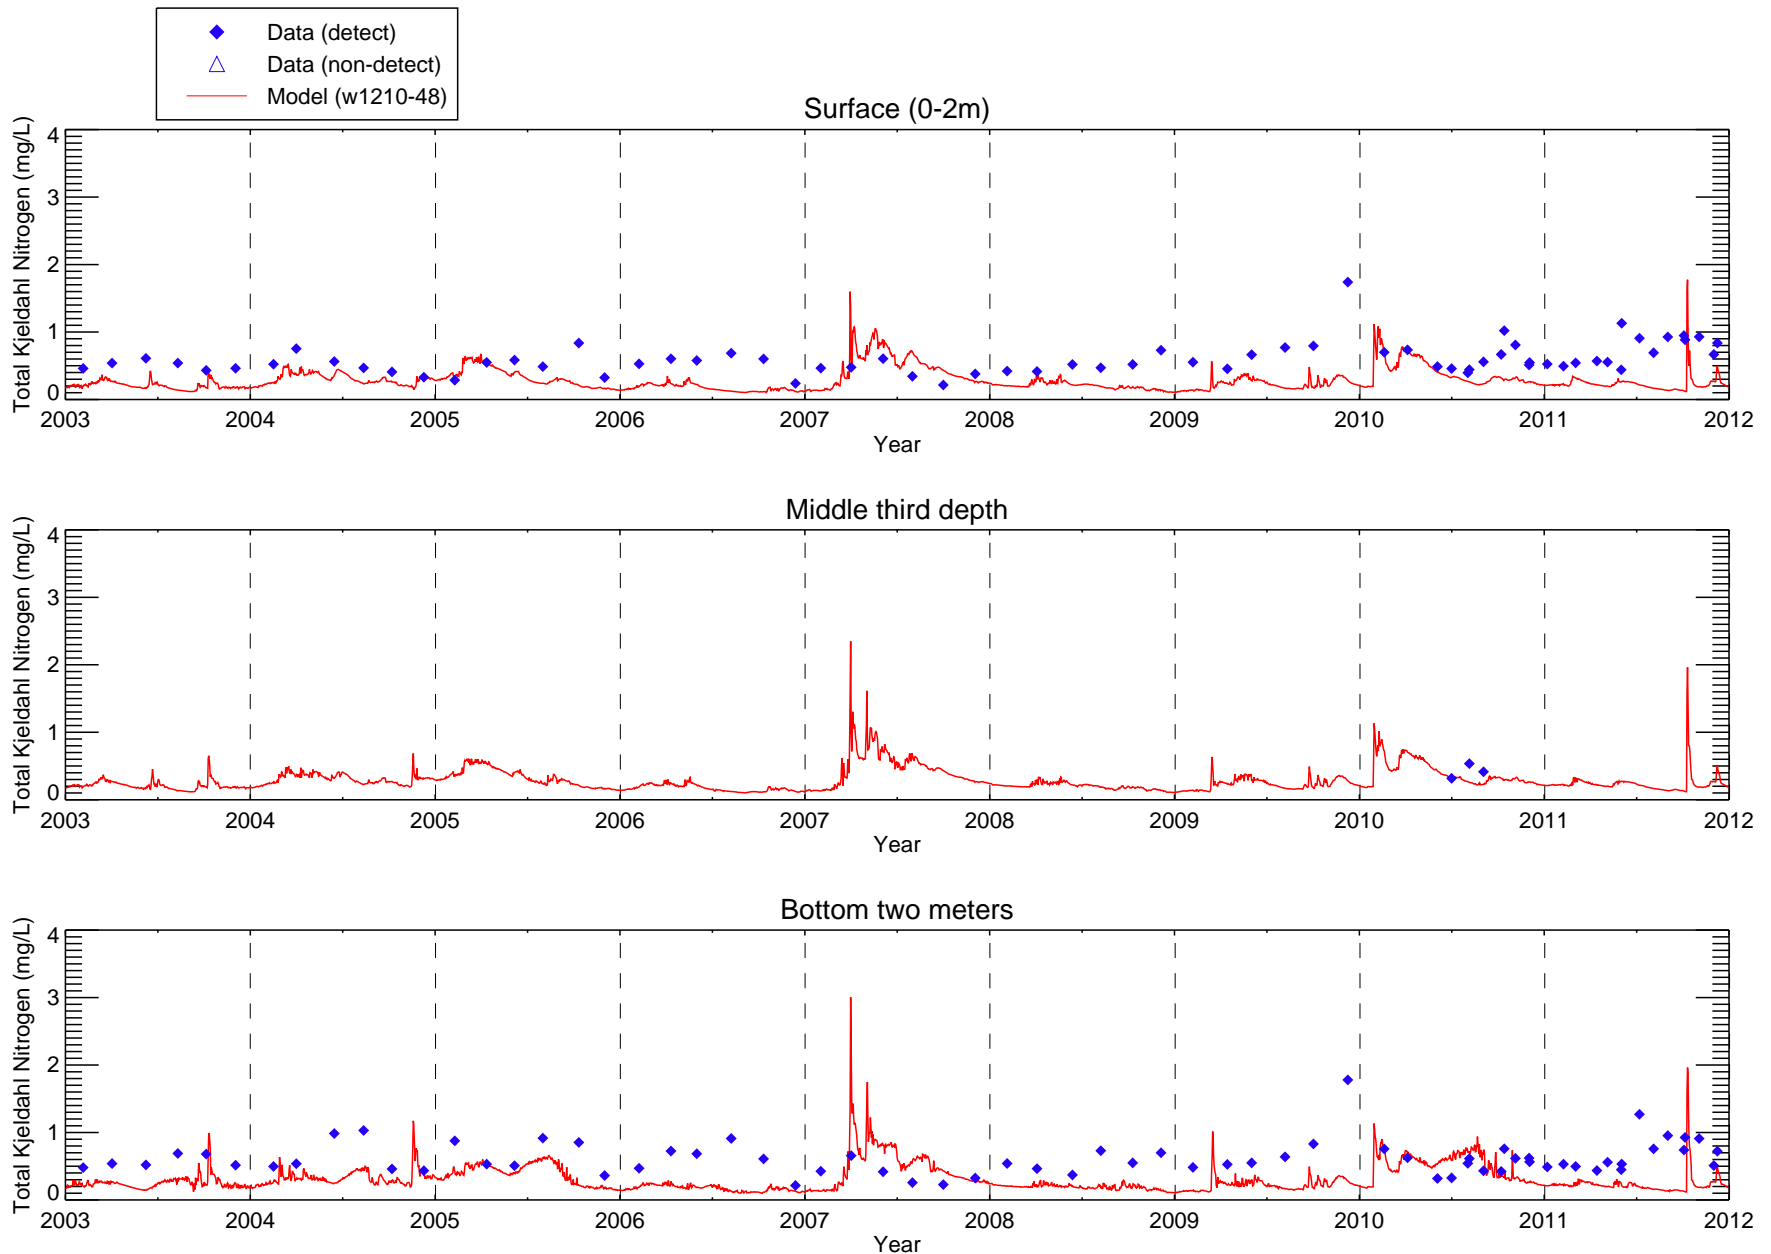 Data (detect)
Data (non-detect)
Model (w1210-48)
Surface (0-2m)
Total Kjeldahl Nitrogen (mg/L)
4
3
2
1
0
2003 2004 2005 2006 2007 2008 2009 2010 2011 2012
Year
Middle third depth
Total Kjeldahl Nitrogen (mg/L)
4
3
2
1
0
2003 2004 2005 2006 2007 2008 2009 2010 2011 2012
Year
Bottom two meters
Total Kjeldahl Nitrogen (mg/L)
4
3
2
1
0
2003 2004 2005 2006 2007 2008 2009 2010 2011 2012
Year